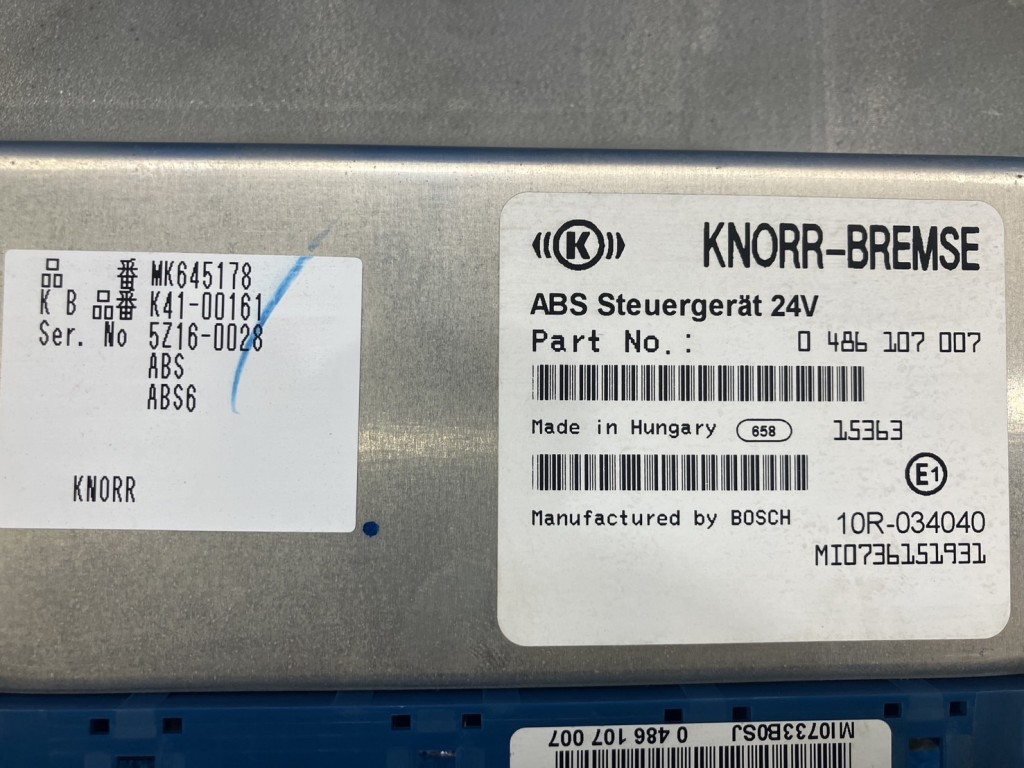 品 番 MK645178
K B 品番 K41-00161
Ser. No 5Z16-0028
ABS
ABS6
KNORR
K KNORR-BREMSE
ABS Steuergerät 24V
Part No.: 0 486 107 007
Made in Hungary 658 15363
E1
Manufactured by BOSCH 10R-034040
MI0736151931
MI0733B0SJ 0 486 107 007